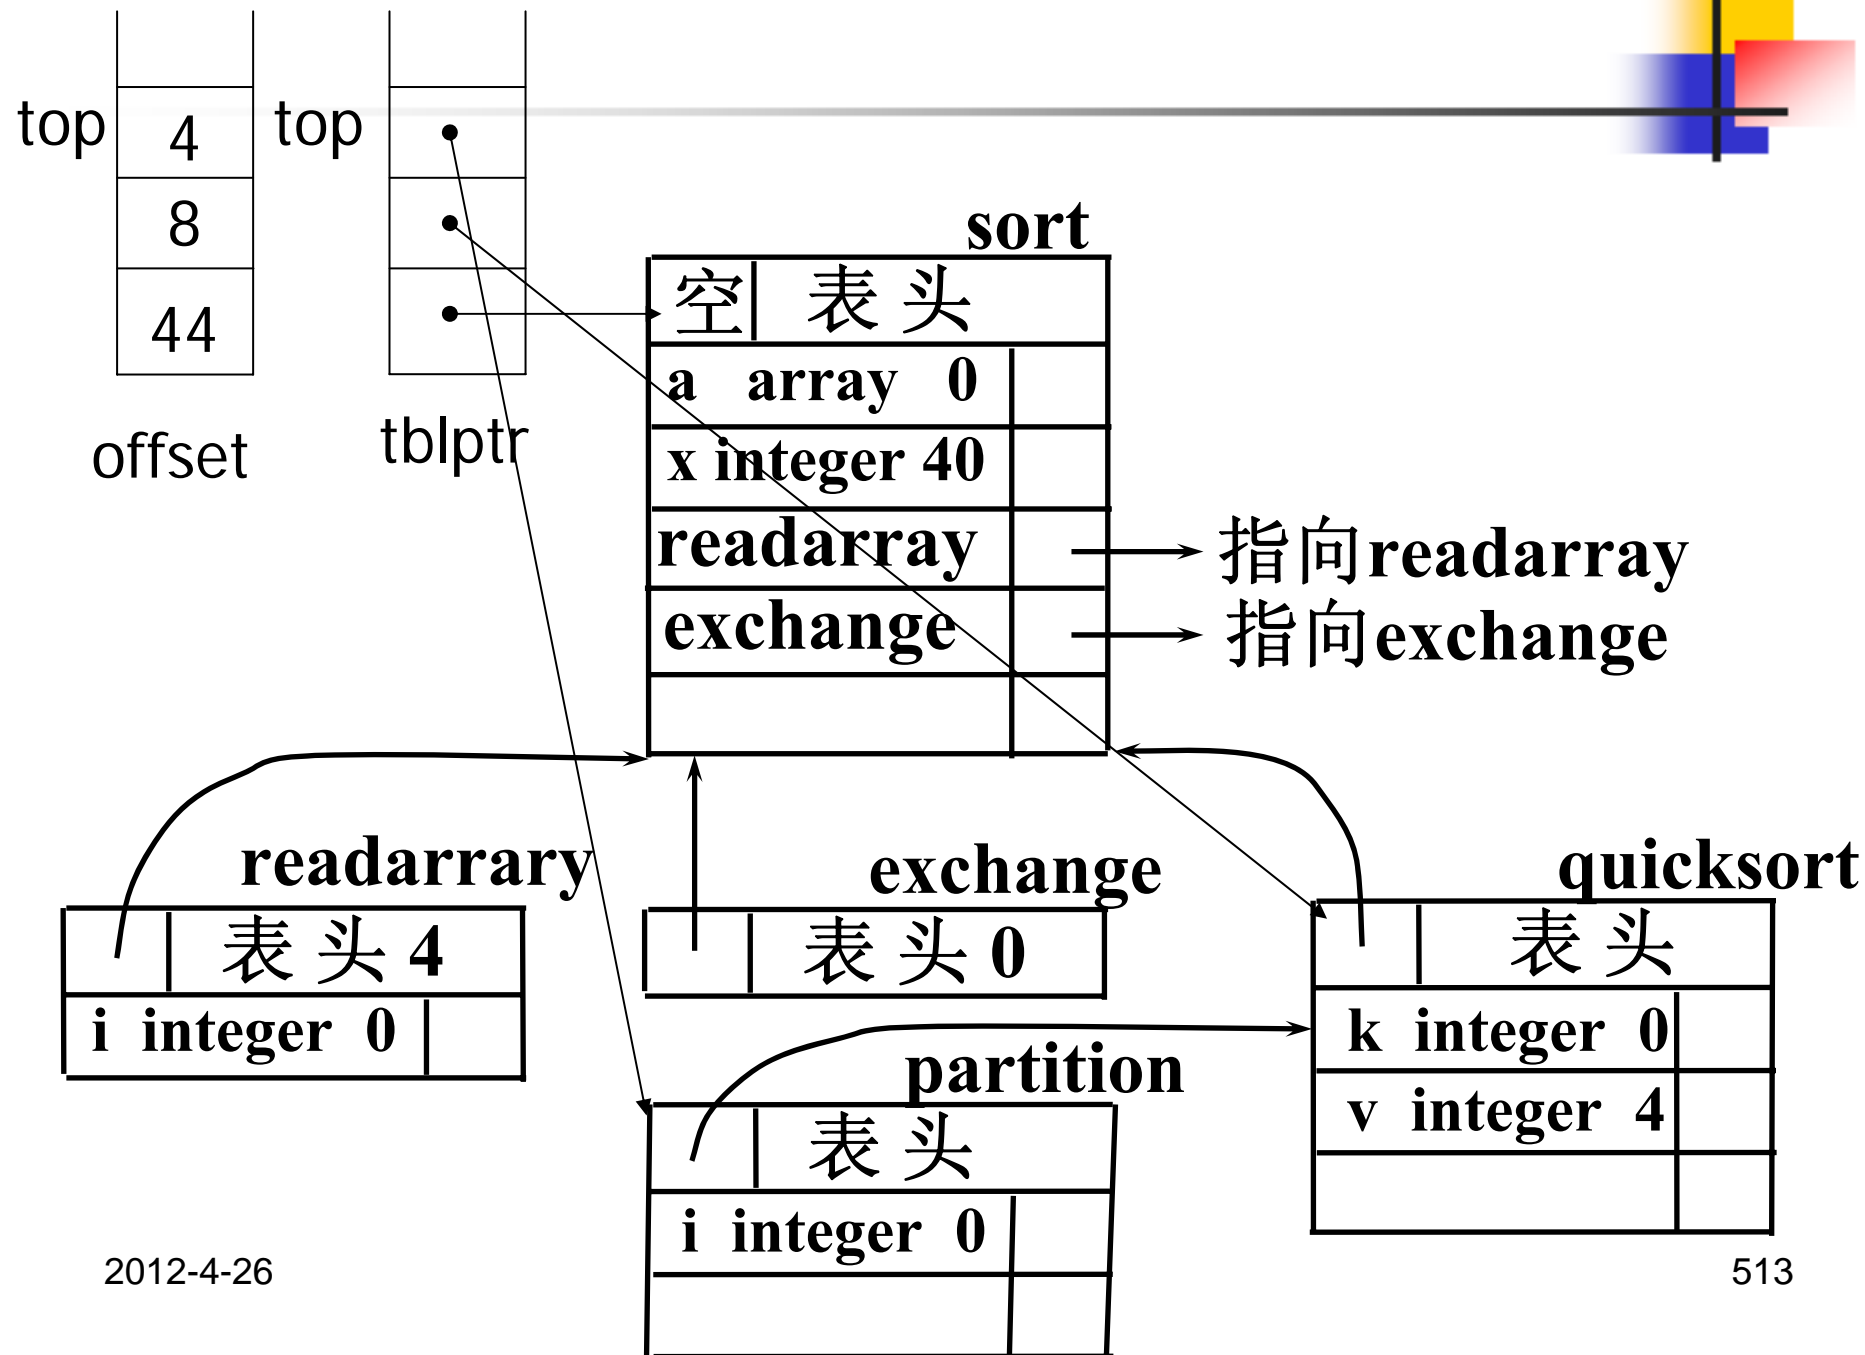 top 4 top
8
44
offset tblptr
sort
空 表 头
a array 0
x integer 40
readarray 指向readarray
exchange 指向exchange
readarrary
表 头 4
i integer 0
exchange
表 头 0
quicksort
表 头
k integer 0
v integer 4
partition
表 头
i integer 0
2012-4-26
513